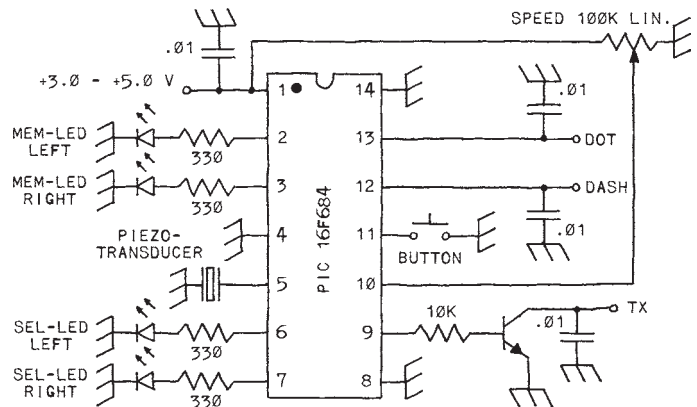 SPEED 100K LIN.
.01
+3.0 - +5.0 V
1
14
.01
MEM-LED
LEFT
330
2
13
DOT
MEM-LED
RIGHT
330
3
12
DASH
.01
PIEZO-
TRANSDUCER
4
11
BUTTON
5
10
PIC 16F684
SEL-LED
LEFT
330
6
9
10K
TX
.01
SEL-LED
RIGHT
330
7
8